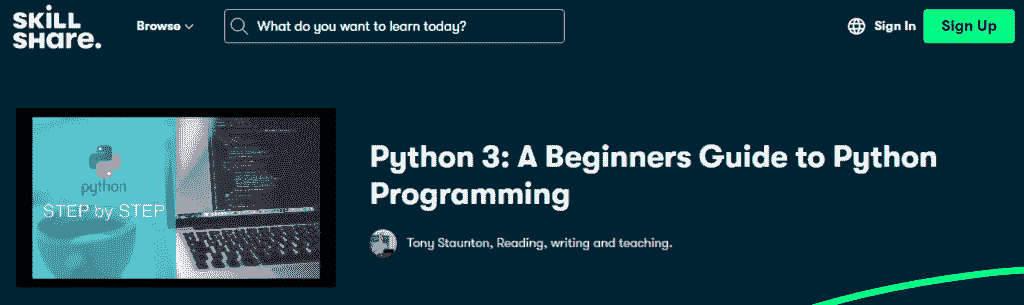 SKILL
SHare.
Browse
What do you want to learn today?
Sign In
Sign Up
python
STEP by STEP
Python 3: A Beginners Guide to Python
Programming
Tony Staunton, Reading, writing and teaching.